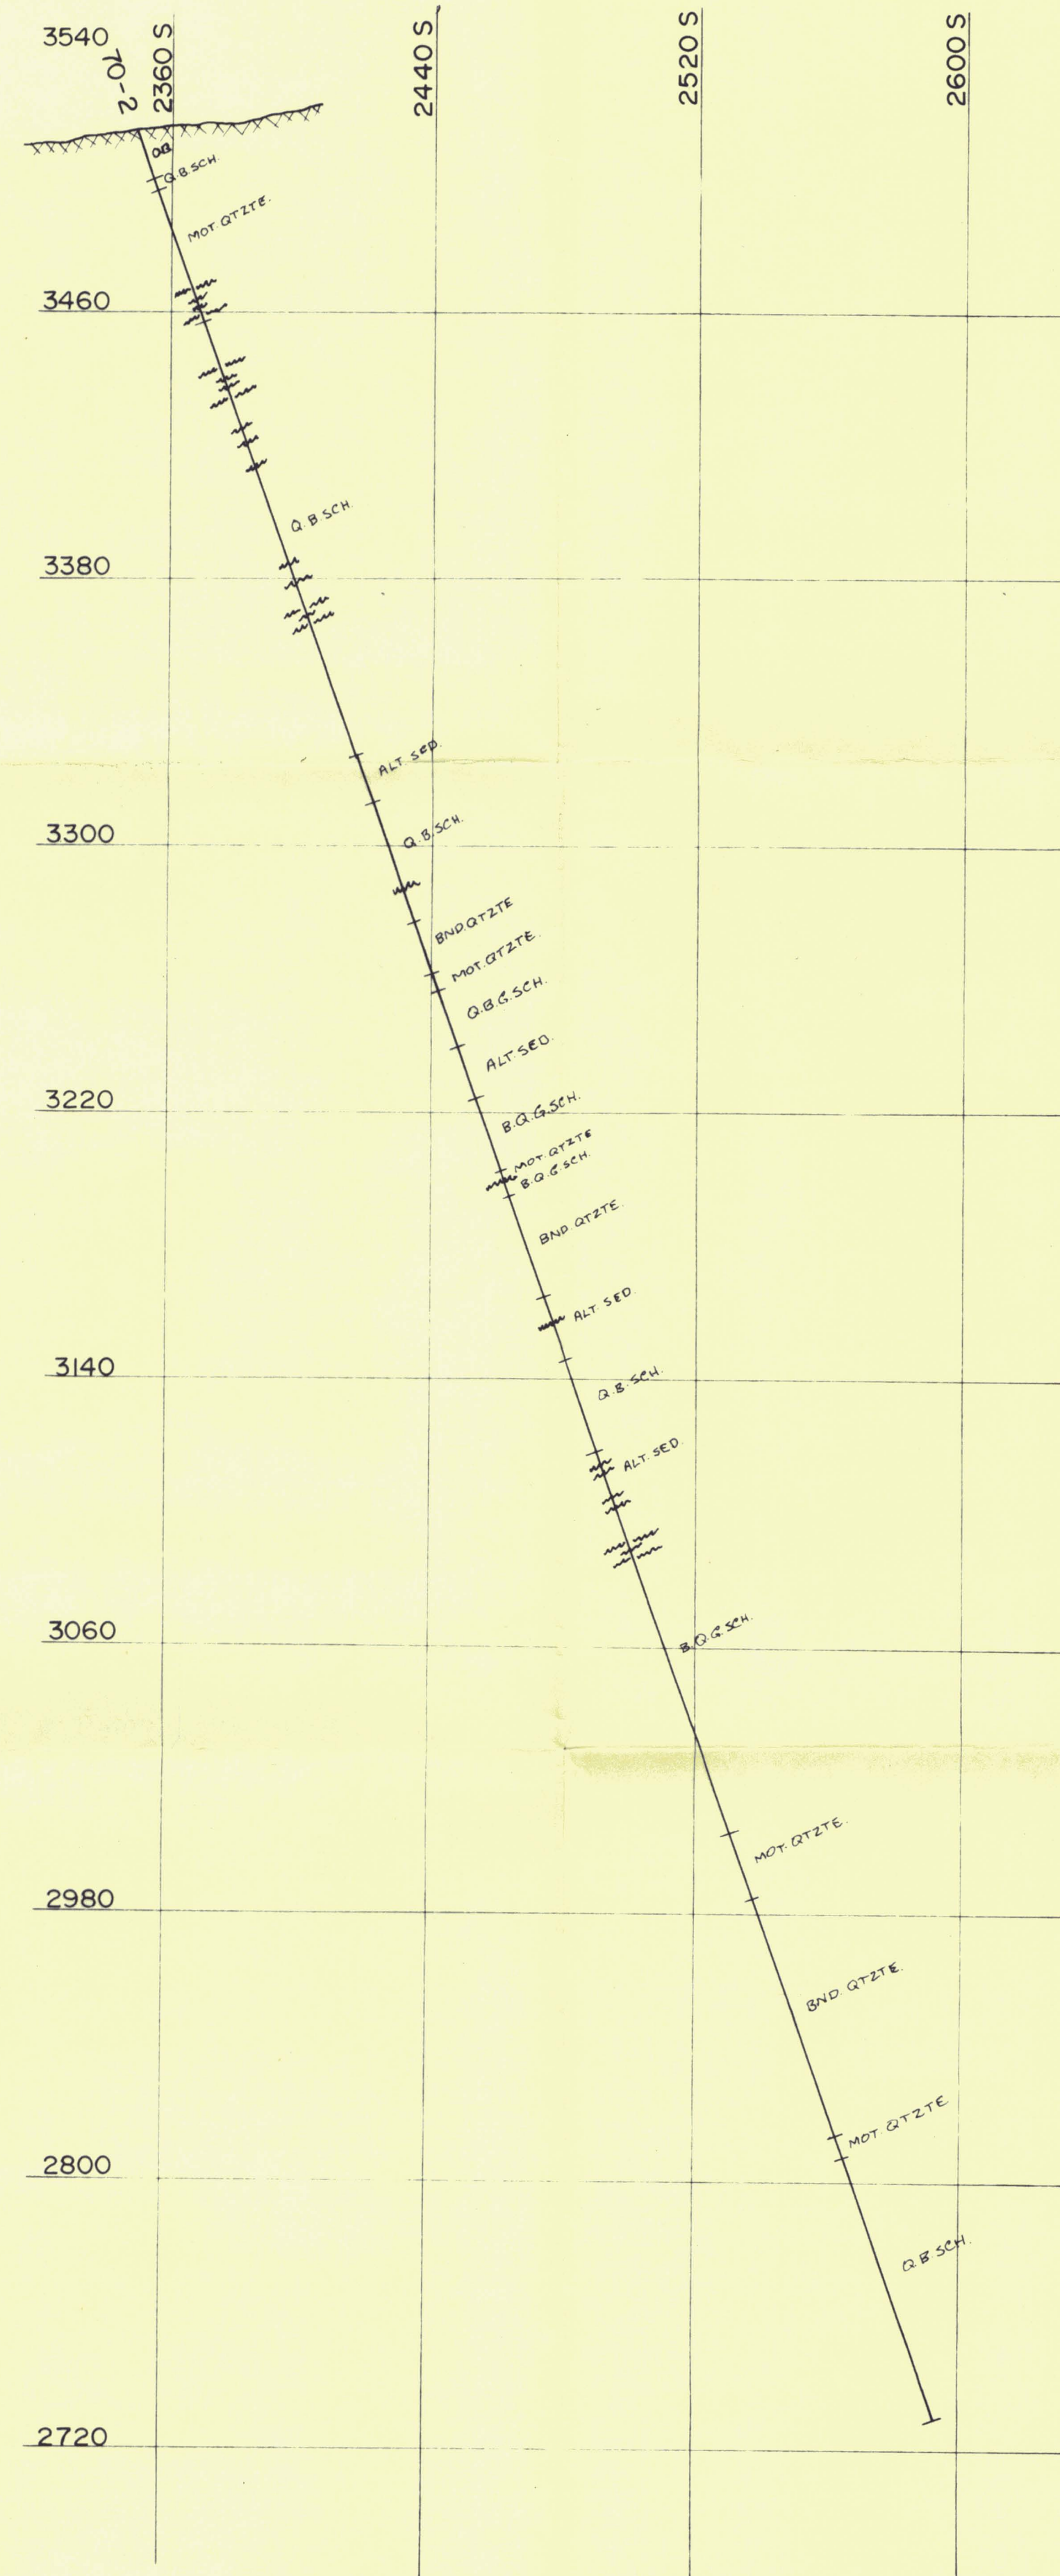 3540
70-2
2360 S
2440 S
2520 S
2600 S
OB
Q.B.SCH.
MOT. QTZTE.
3460
Q.B.SCH.
3380
ALT. SED.
3300
Q.B.SCH.
BND. QTZTE
MOT. QTZTE.
Q.B.G.SCH.
ALT. SED.
3220
B.Q.G.SCH.
MOT. QTZTE
B.Q.G.SCH.
BND. QTZTE.
ALT. SED.
3140
Q.B.SCH.
ALT. SED.
3060
B.Q.G.SCH.
MOT. QTZTE.
2980
BND. QTZTE.
MOT. QTZTE
2800
Q.B.SCH.
2720